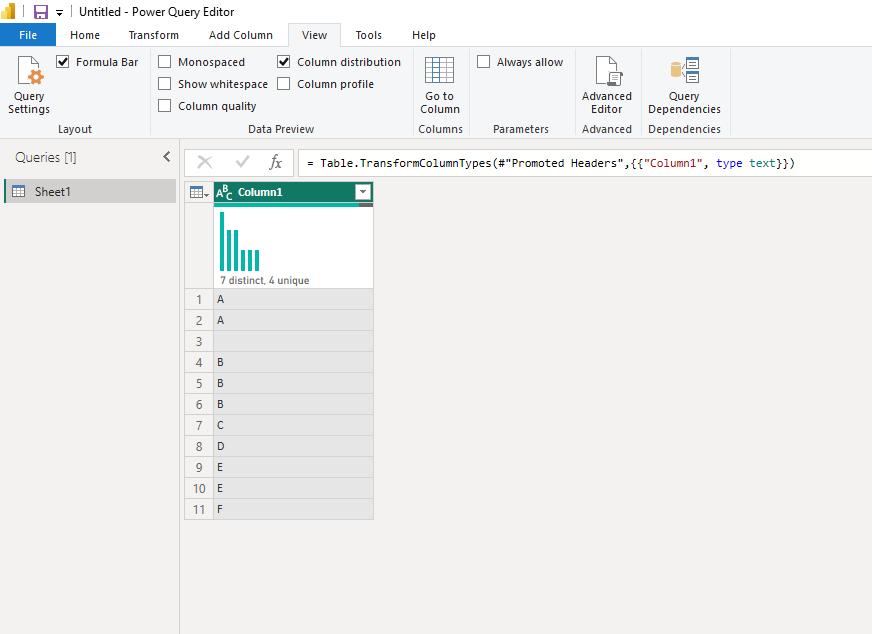 Untitled - Power Query Editor
File Home Transform Add Column View Tools Help
Query Settings
Formula Bar
Layout
Monospaced
Show whitespace
Column quality
Column distribution
Column profile
Data Preview
Go to Column
Columns
Always allow
Parameters
Advanced Editor
Advanced
Query Dependencies
Dependencies
Queries [1]
Sheet1
fx
= Table.TransformColumnTypes(#"Promoted Headers",{{"Column1", type text}})
ABC Column1
7 distinct, 4 unique
1 A
2 A
3
4 B
5 B
6 B
7 C
8 D
9 E
10 E
11 F